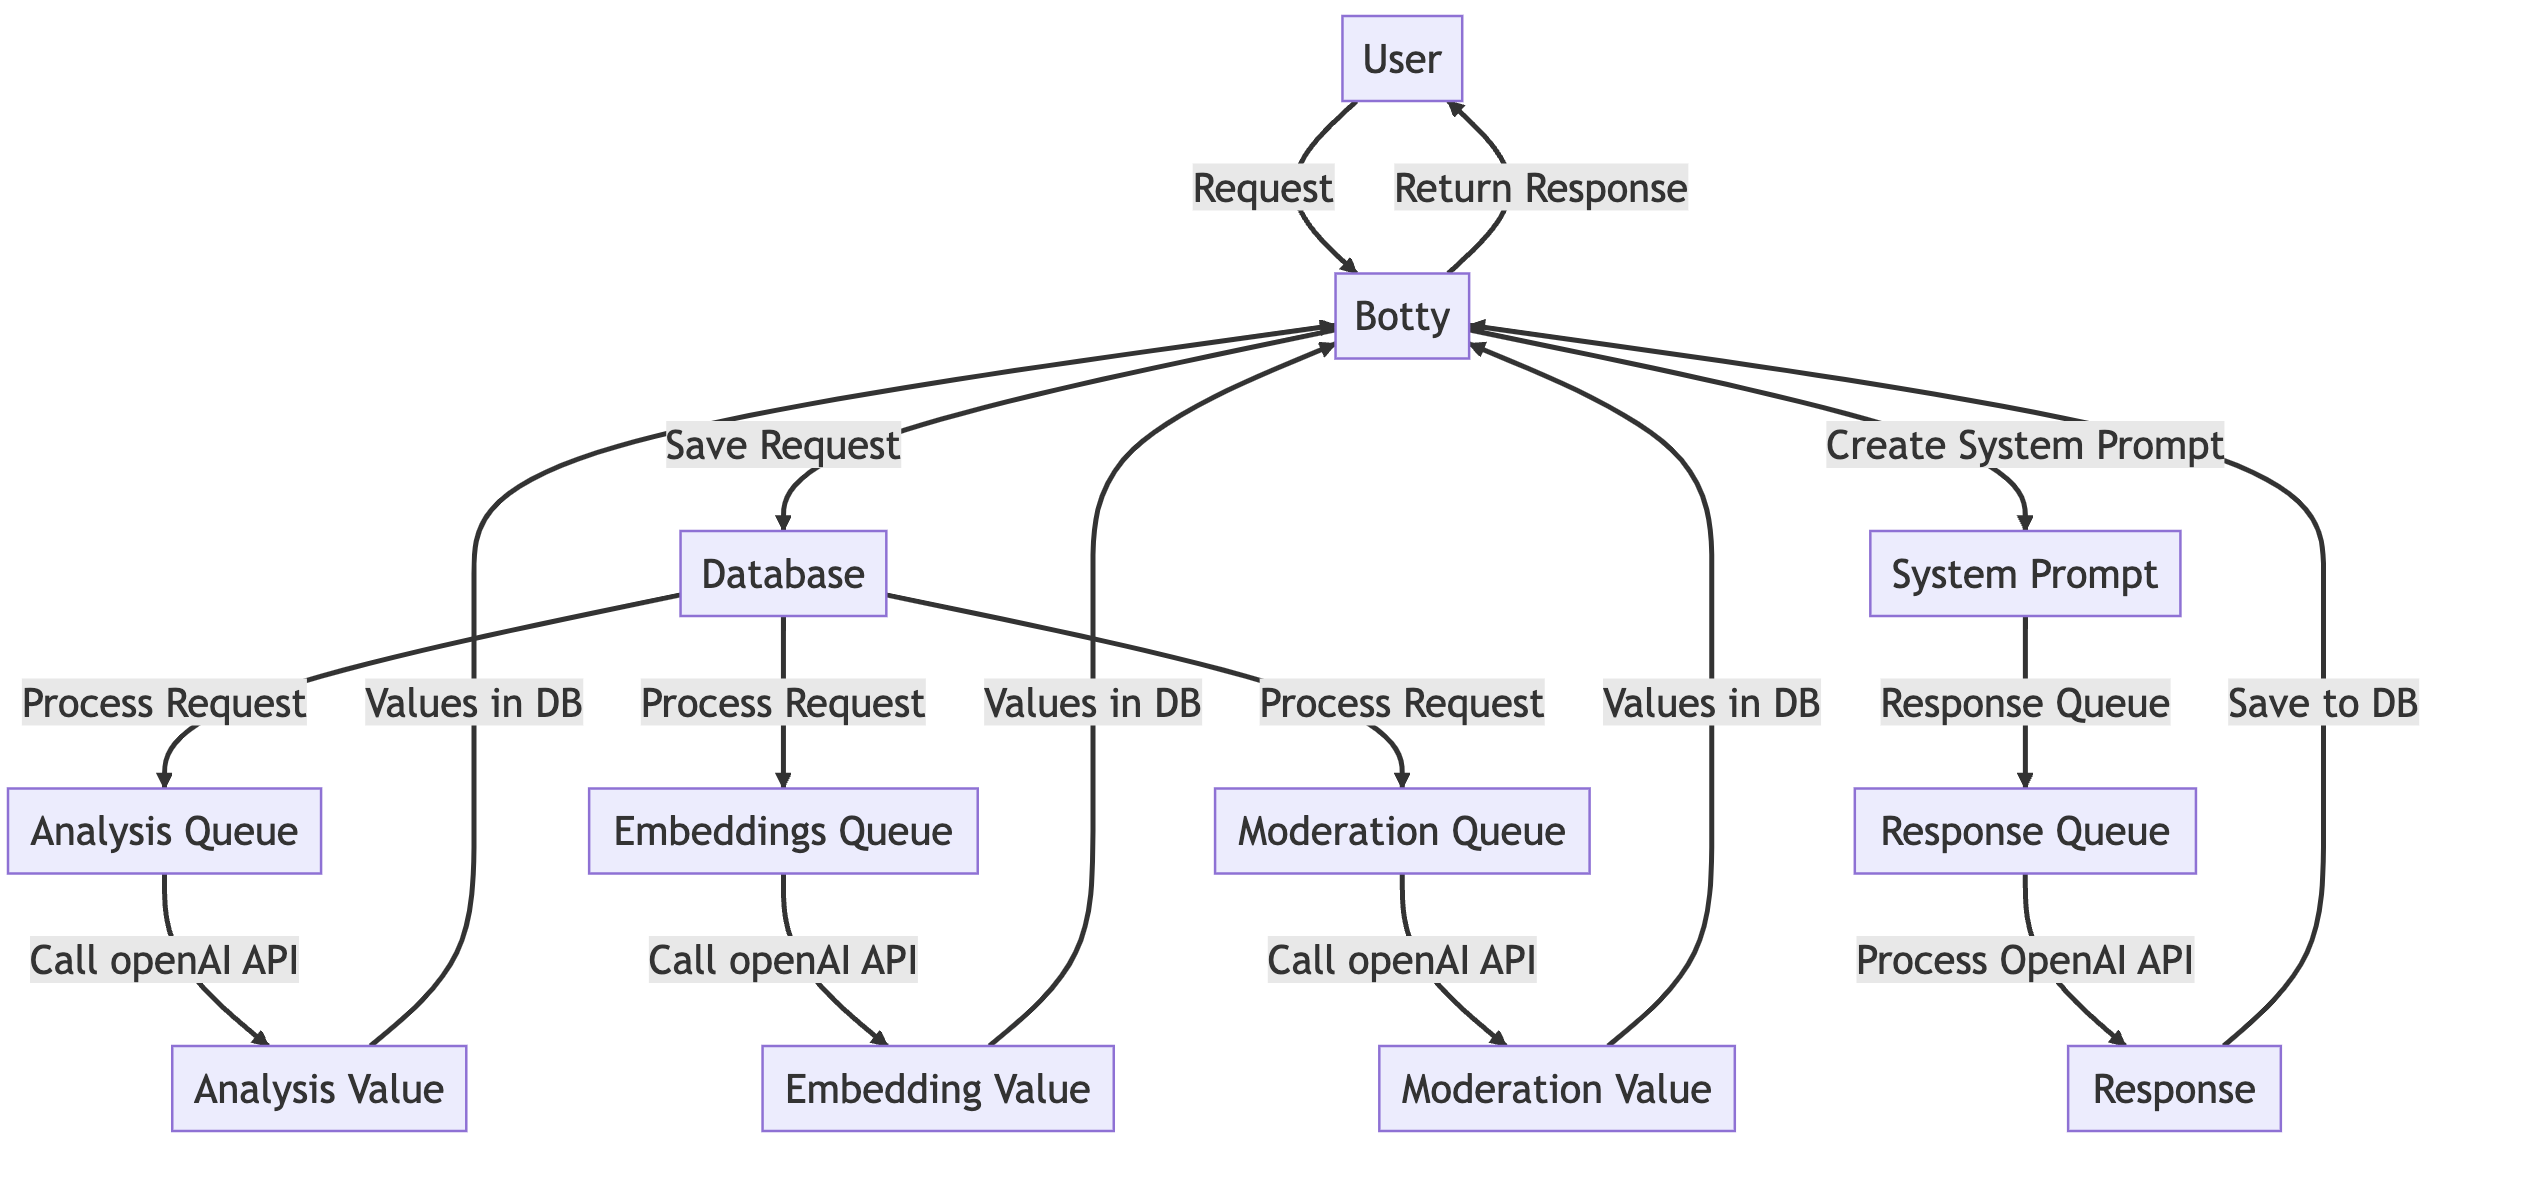 User
Request
Return Response
Botty
Save Request
Create System Prompt
Database
System Prompt
Process Request
Values in DB
Process Request
Values in DB
Process Request
Values in DB
Response Queue
Save to DB
Analysis Queue
Embeddings Queue
Moderation Queue
Response Queue
Call openAI API
Call openAI API
Call openAI API
Process OpenAI API
Analysis Value
Embedding Value
Moderation Value
Response